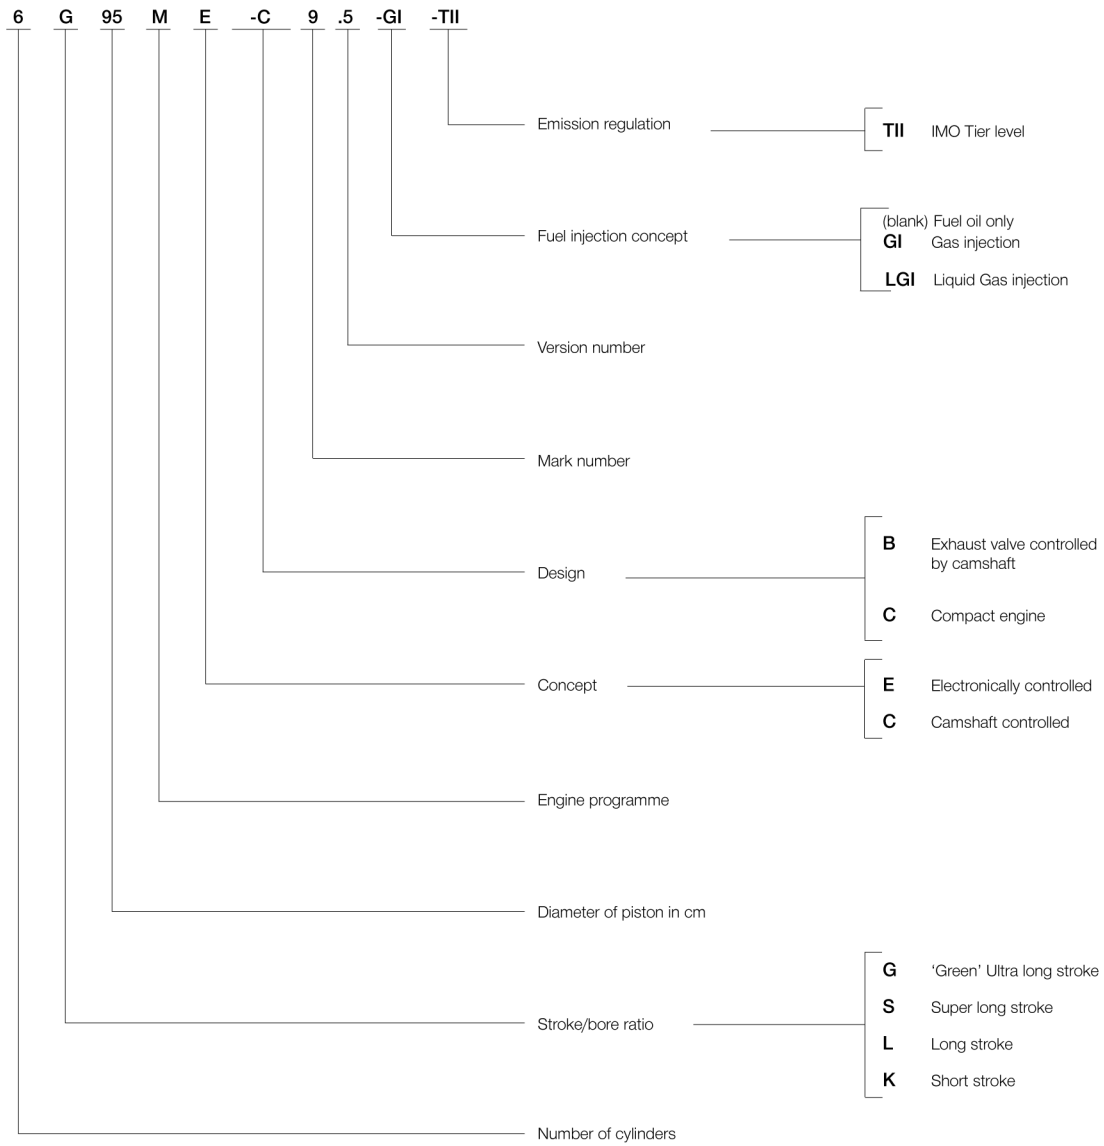 6 G 95 M E -C 9 .5 -GI -TII
Emission regulation
TII IMO Tier level
(blank) Fuel oil only
Fuel injection concept
GI Gas injection
LGI Liquid Gas injection
Version number
Mark number
B Exhaust valve controlled
by camshaft
Design
C Compact engine
Concept
E Electronically controlled
C Camshaft controlled
Engine programme
Diameter of piston in cm
G ‘Green’ Ultra long stroke
S Super long stroke
Stroke/bore ratio
L Long stroke
K Short stroke
Number of cylinders